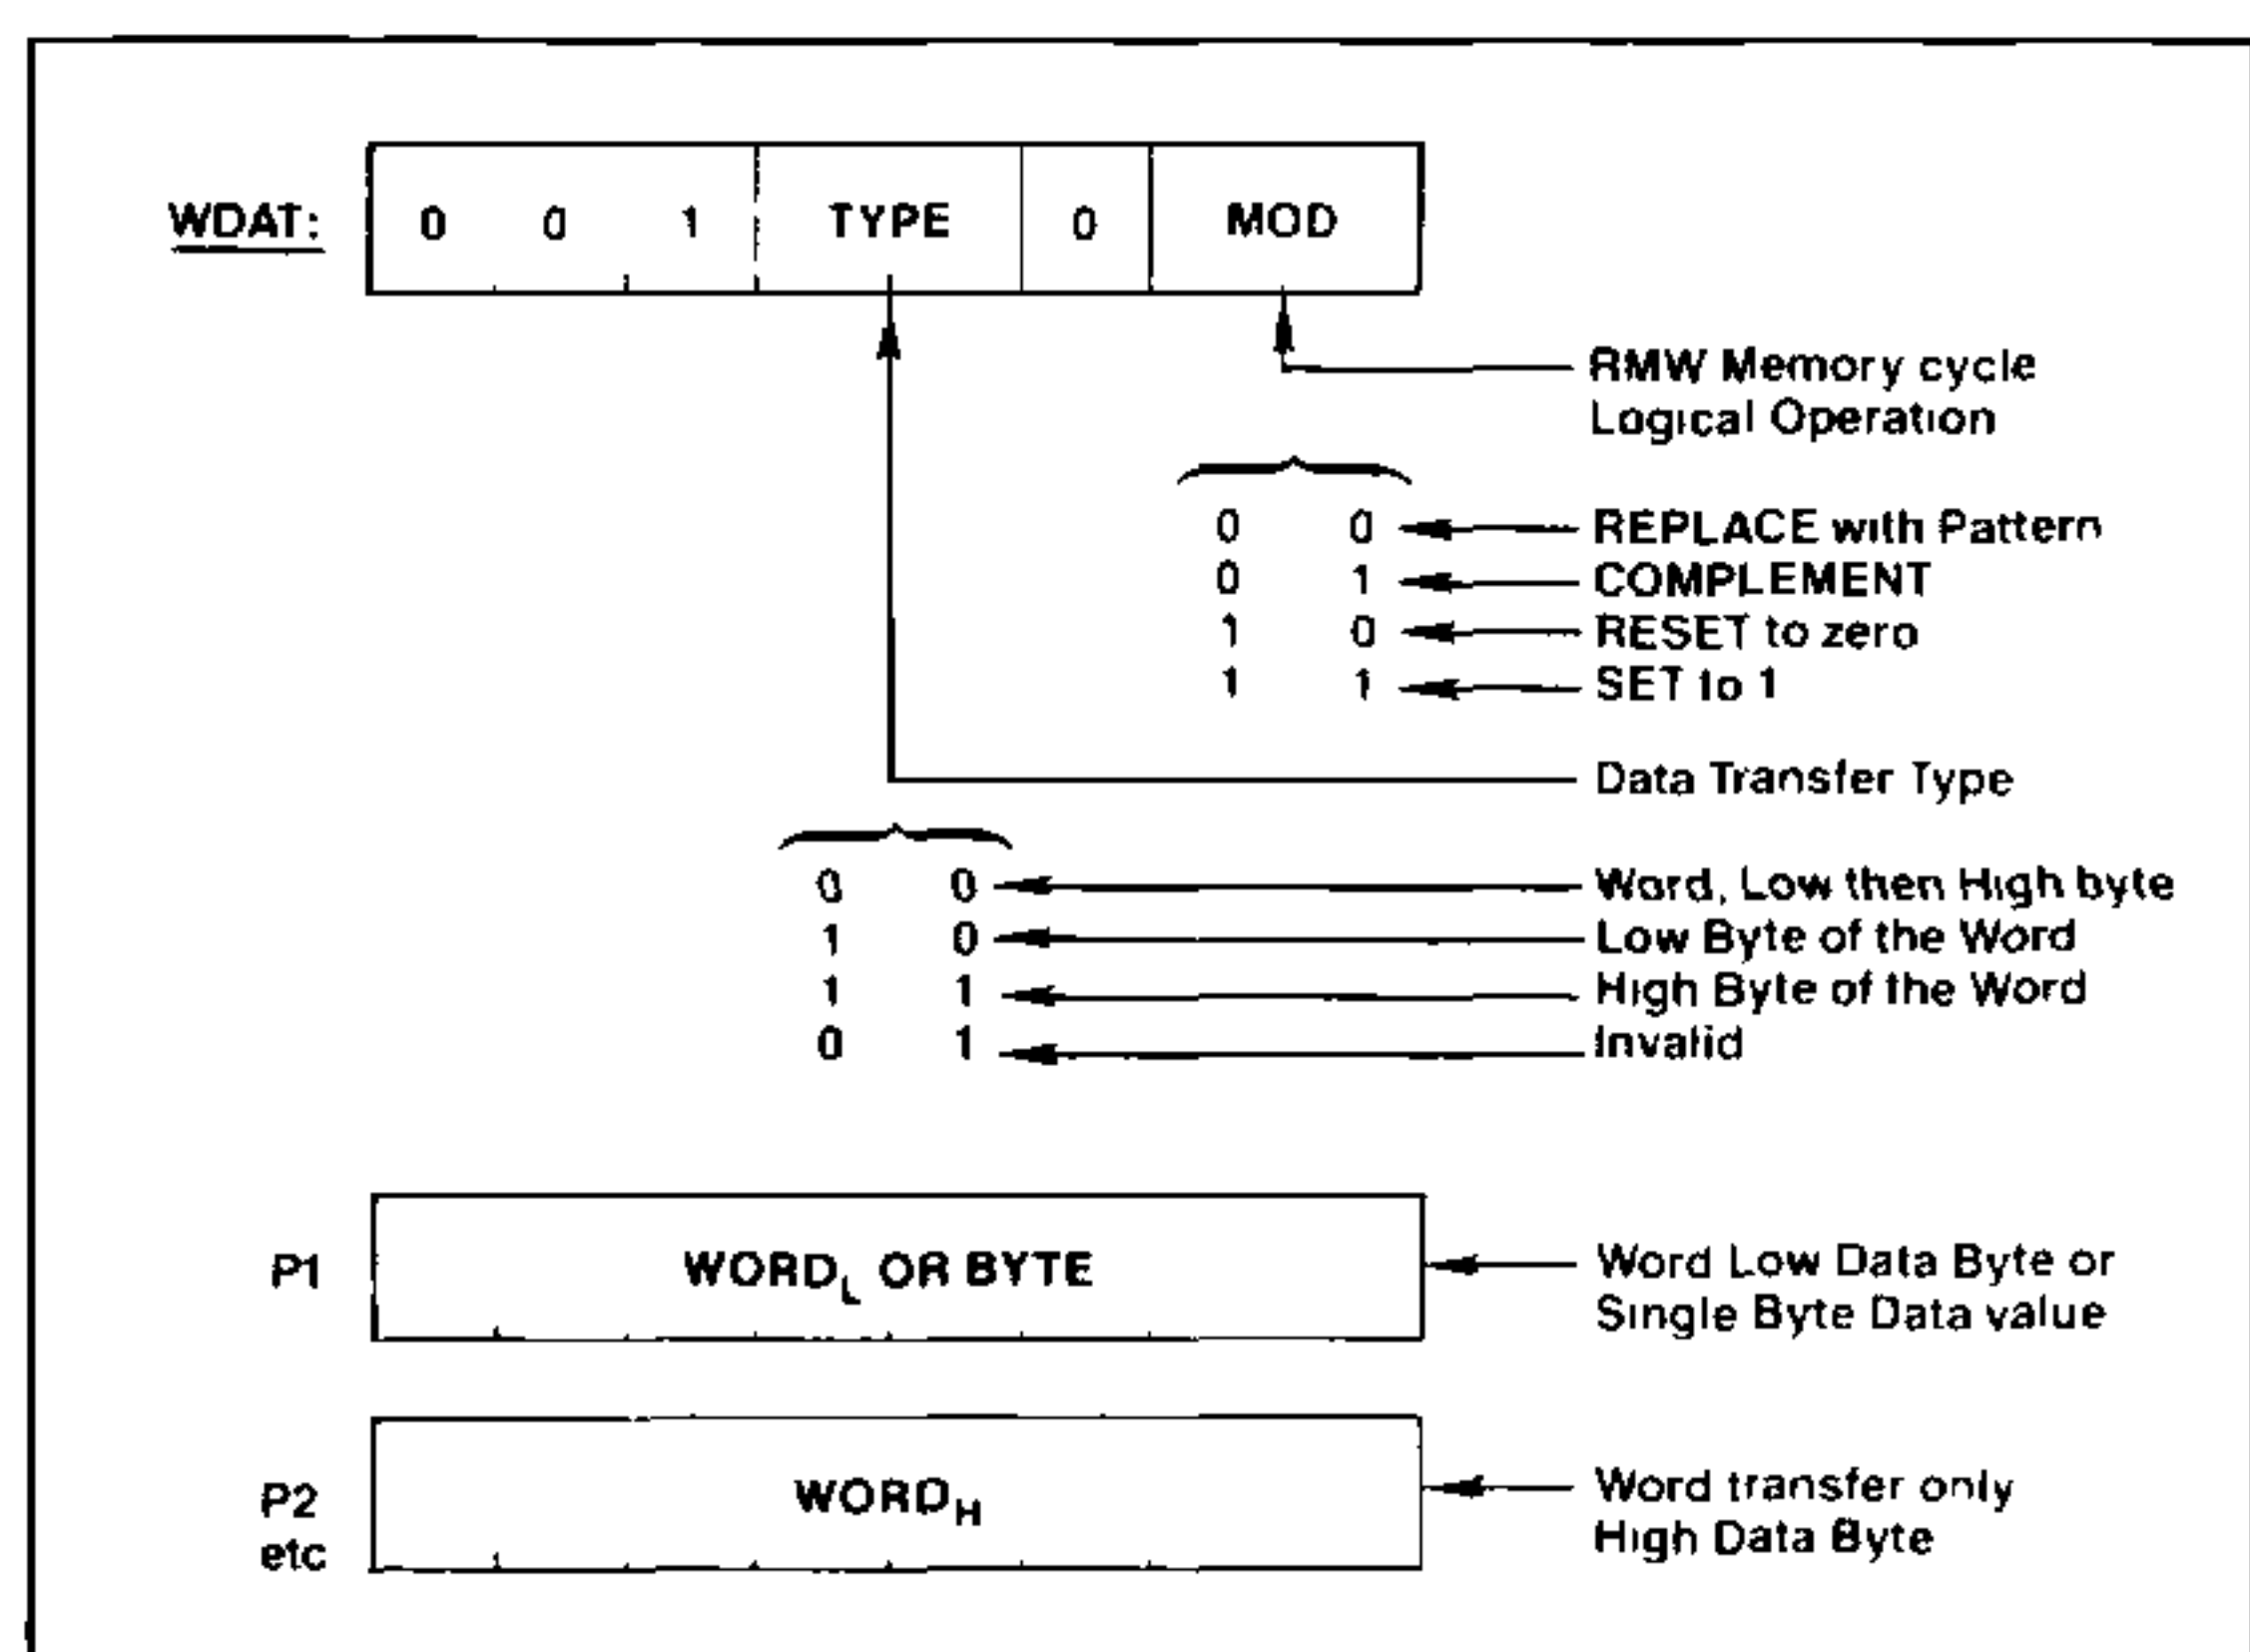 WDAT: 0 0 1 TYPE 0 MOD
RMW Memory cycle
Logical Operation
0 0 REPLACE with Pattern
0 1 COMPLEMENT
1 0 RESET to zero
1 1 SET to 1
Data Transfer Type
0 0 Word, Low then High byte
1 0 Low Byte of the Word
1 1 High Byte of the Word
0 1 Invalid
P1 WORDL OR BYTE
Word Low Data Byte or
Single Byte Data value
P2
etc
WORDH
Word transfer only
High Data Byte